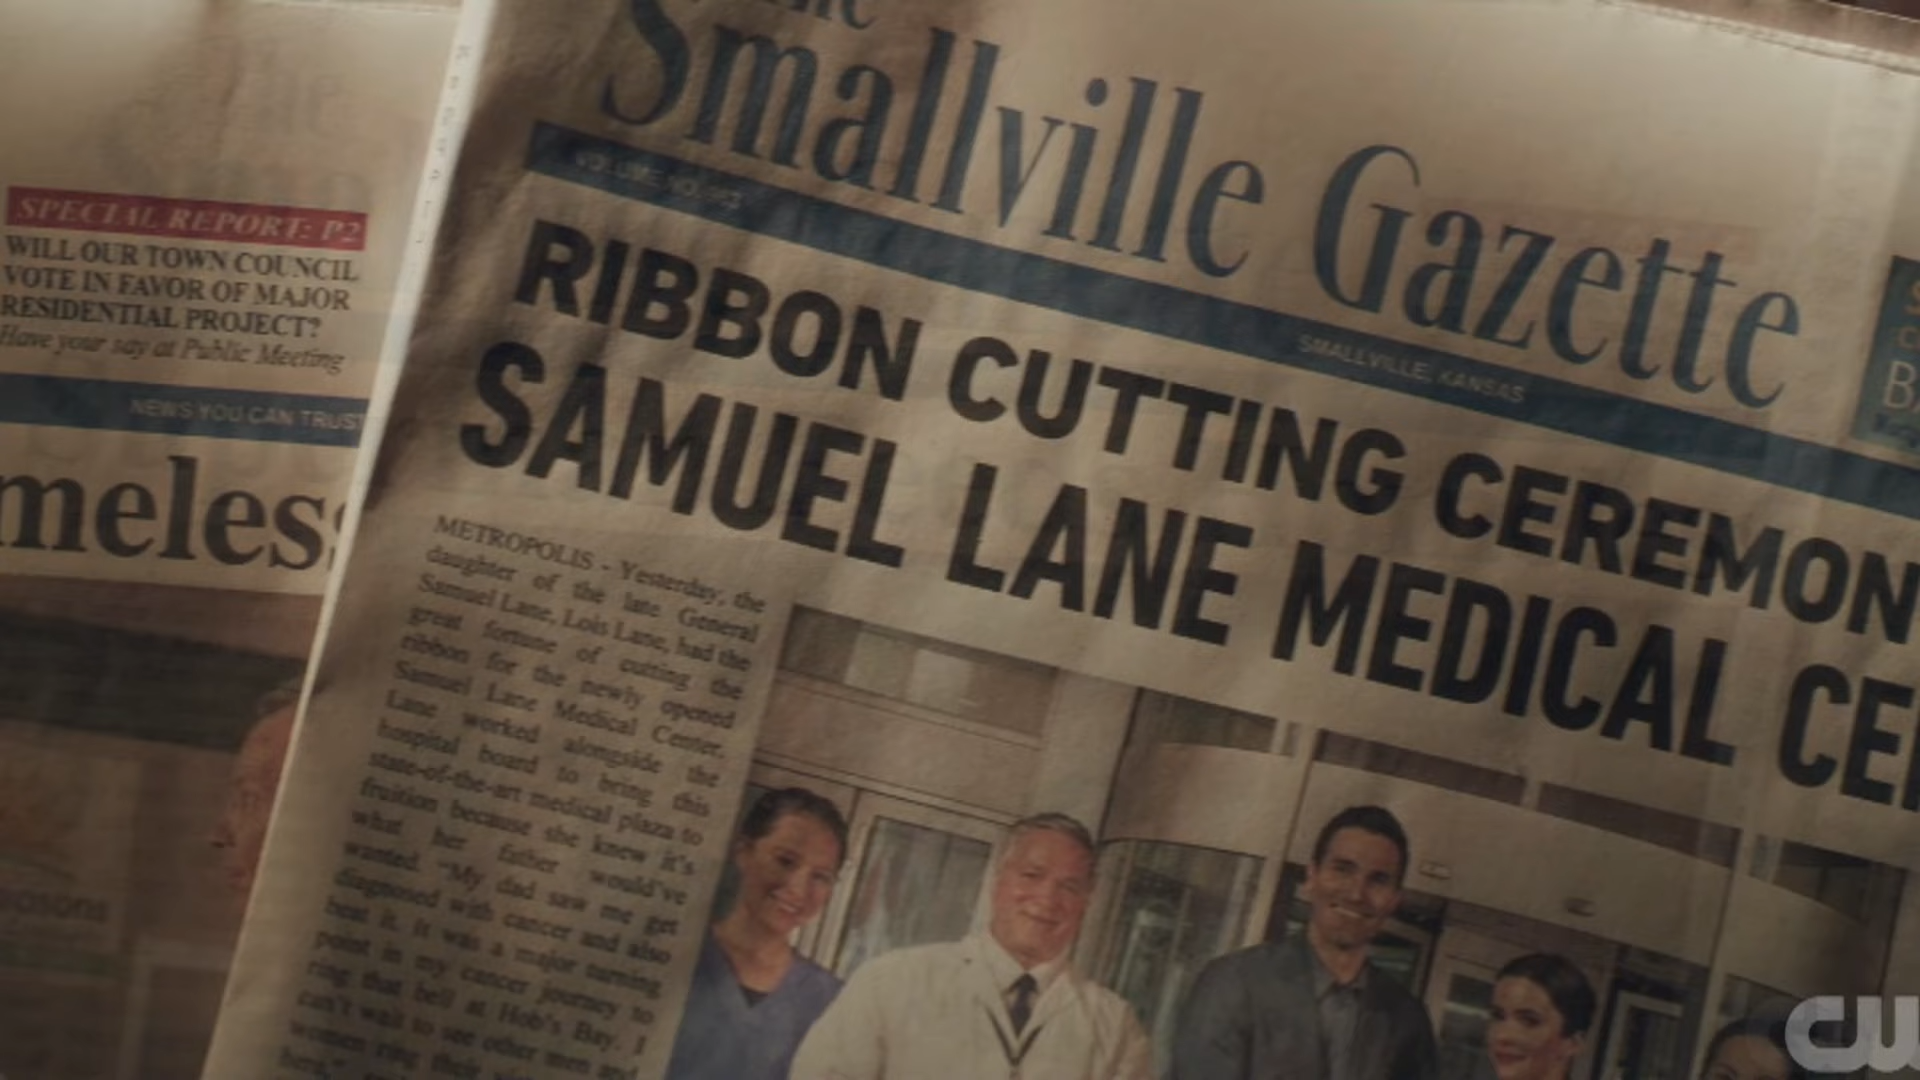 SPECIAL REPORT: P2
WILL OUR TOWN COUNCIL
VOTE IN FAVOR OF MAJOR
RESIDENTIAL PROJECT?
Have your say at Public Meeting
NEWS YOU CAN TRUST
meless
The
Smallville Gazette
VOLUME NO.
SMALLVILLE, KANSAS
RIBBON CUTTING CEREMON
SAMUEL LANE MEDICAL CE
METROPOLIS - Yesterday, the
daughter of the late General
Samuel Lane, Lois Lane, had the
great fortune of cutting the
ribbon for the newly opened
Samuel Lane Medical Center.
Lane worked alongside the
hospital board to bring this
state-of-the-art medical plaza to
fruition because she knew it's
what her father would've
wanted. "My dad saw me get
diagnosed with cancer and also
beat it. it was a major turning
point in my cancer journey to
ring that bell at Hob's Bay. I
can't wait to see other men and
women ring their
here,"
CW